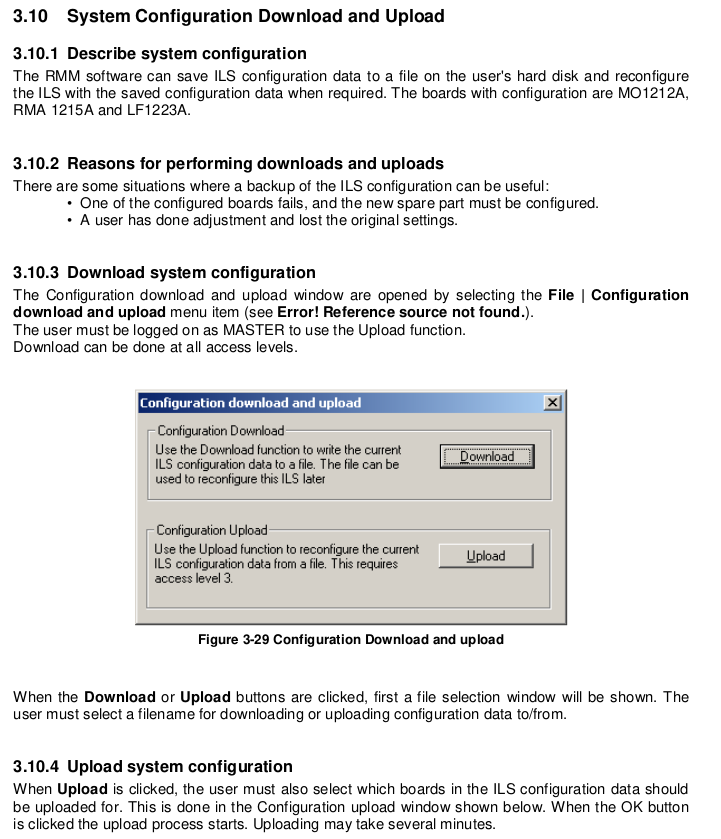 3.10 System Configuration Download and Upload
3.10.1 Describe system configuration
The RMM software can save ILS configuration data to a file on the user's hard disk and reconfigure
the ILS with the saved configuration data when required. The boards with configuration are MO1212A,
RMA 1215A and LF1223A.
3.10.2 Reasons for performing downloads and uploads
There are some situations where a backup of the ILS configuration can be useful:
• One of the configured boards fails, and the new spare part must be configured.
• A user has done adjustment and lost the original settings.
3.10.3 Download system configuration
The Configuration download and upload window are opened by selecting the File | Configuration
download and upload menu item (see Error! Reference source not found.).
The user must be logged on as MASTER to use the Upload function.
Download can be done at all access levels.
Configuration download and upload
Configuration Download
Use the Download function to write the current
ILS configuration data to a file. The file can be
used to reconfigure this ILS later
Download
Configuration Upload
Use the Upload function to reconfigure the current
ILS configuration data from a file. This requires
access level 3.
Upload
Figure 3-29 Configuration Download and upload
When the Download or Upload buttons are clicked, first a file selection window will be shown. The
user must select a filename for downloading or uploading configuration data to/from.
3.10.4 Upload system configuration
When Upload is clicked, the user must also select which boards in the ILS configuration data should
be uploaded for. This is done in the Configuration upload window shown below. When the OK button
is clicked the upload process starts. Uploading may take several minutes.